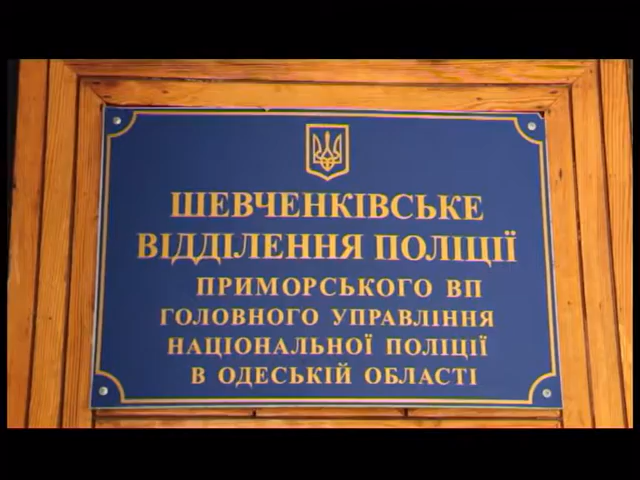 ШЕВЧЕНКІВСЬКЕ
ВІДДІЛЕННЯ ПОЛІЦІЇ
ПРИМОРСЬКОГО ВП
ГОЛОВНОГО УПРАВЛІННЯ
НАЦІОНАЛЬНОЇ ПОЛІЦІЇ
В ОДЕСЬКІЙ ОБЛАСТІ